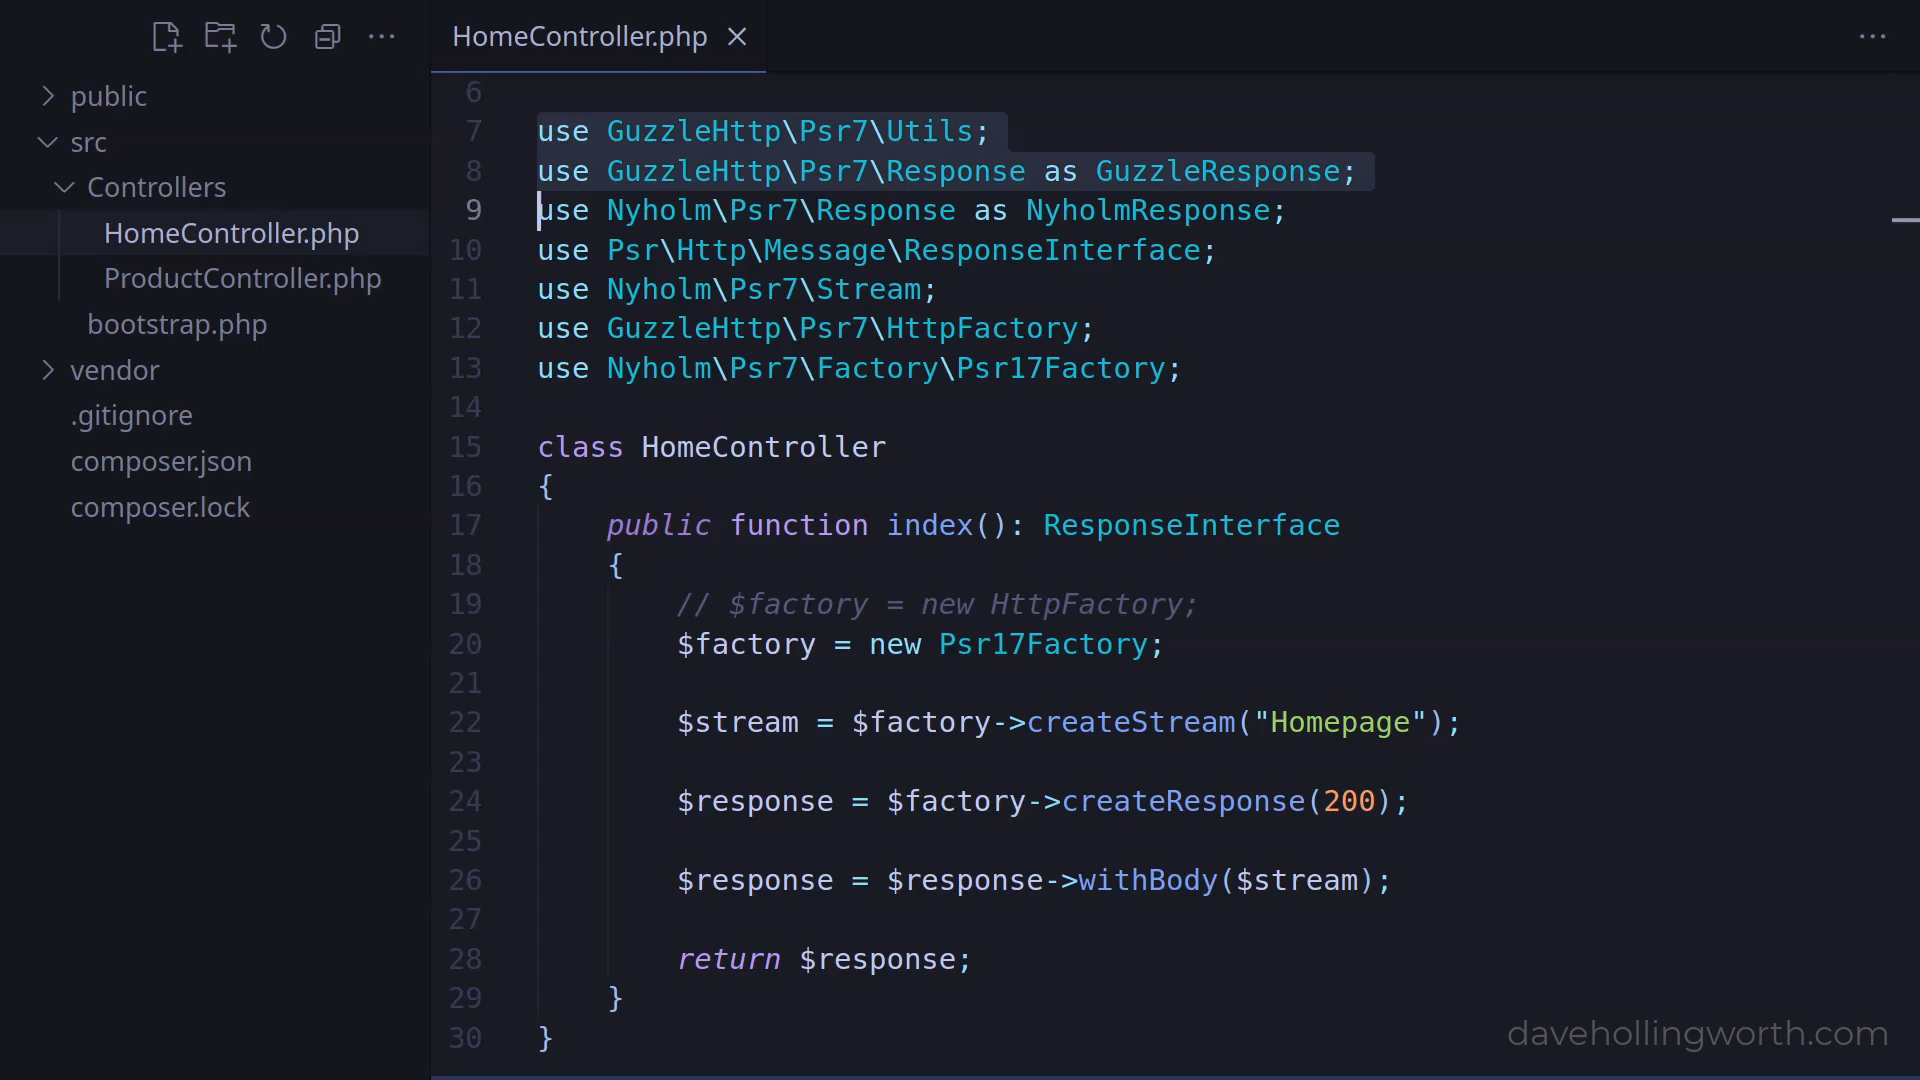 public
src
Controllers
HomeController.php
ProductController.php
bootstrap.php
vendor
.gitignore
composer.json
composer.lock
HomeController.php
6
7 use GuzzleHttp\Psr7\Utils;
8 use GuzzleHttp\Psr7\Response as GuzzleResponse;
9 use Nyholm\Psr7\Response as NyholmResponse;
10 use Psr\Http\Message\ResponseInterface;
11 use Nyholm\Psr7\Stream;
12 use GuzzleHttp\Psr7\HttpFactory;
13 use Nyholm\Psr7\Factory\Psr17Factory;
14
15 class HomeController
16 {
17     public function index(): ResponseInterface
18     {
19         // $factory = new HttpFactory;
20         $factory = new Psr17Factory;
21
22         $stream = $factory->createStream("Homepage");
23
24         $response = $factory->createResponse(200);
25
26         $response = $response->withBody($stream);
27
28         return $response;
29     }
30 }
davehollingworth.com